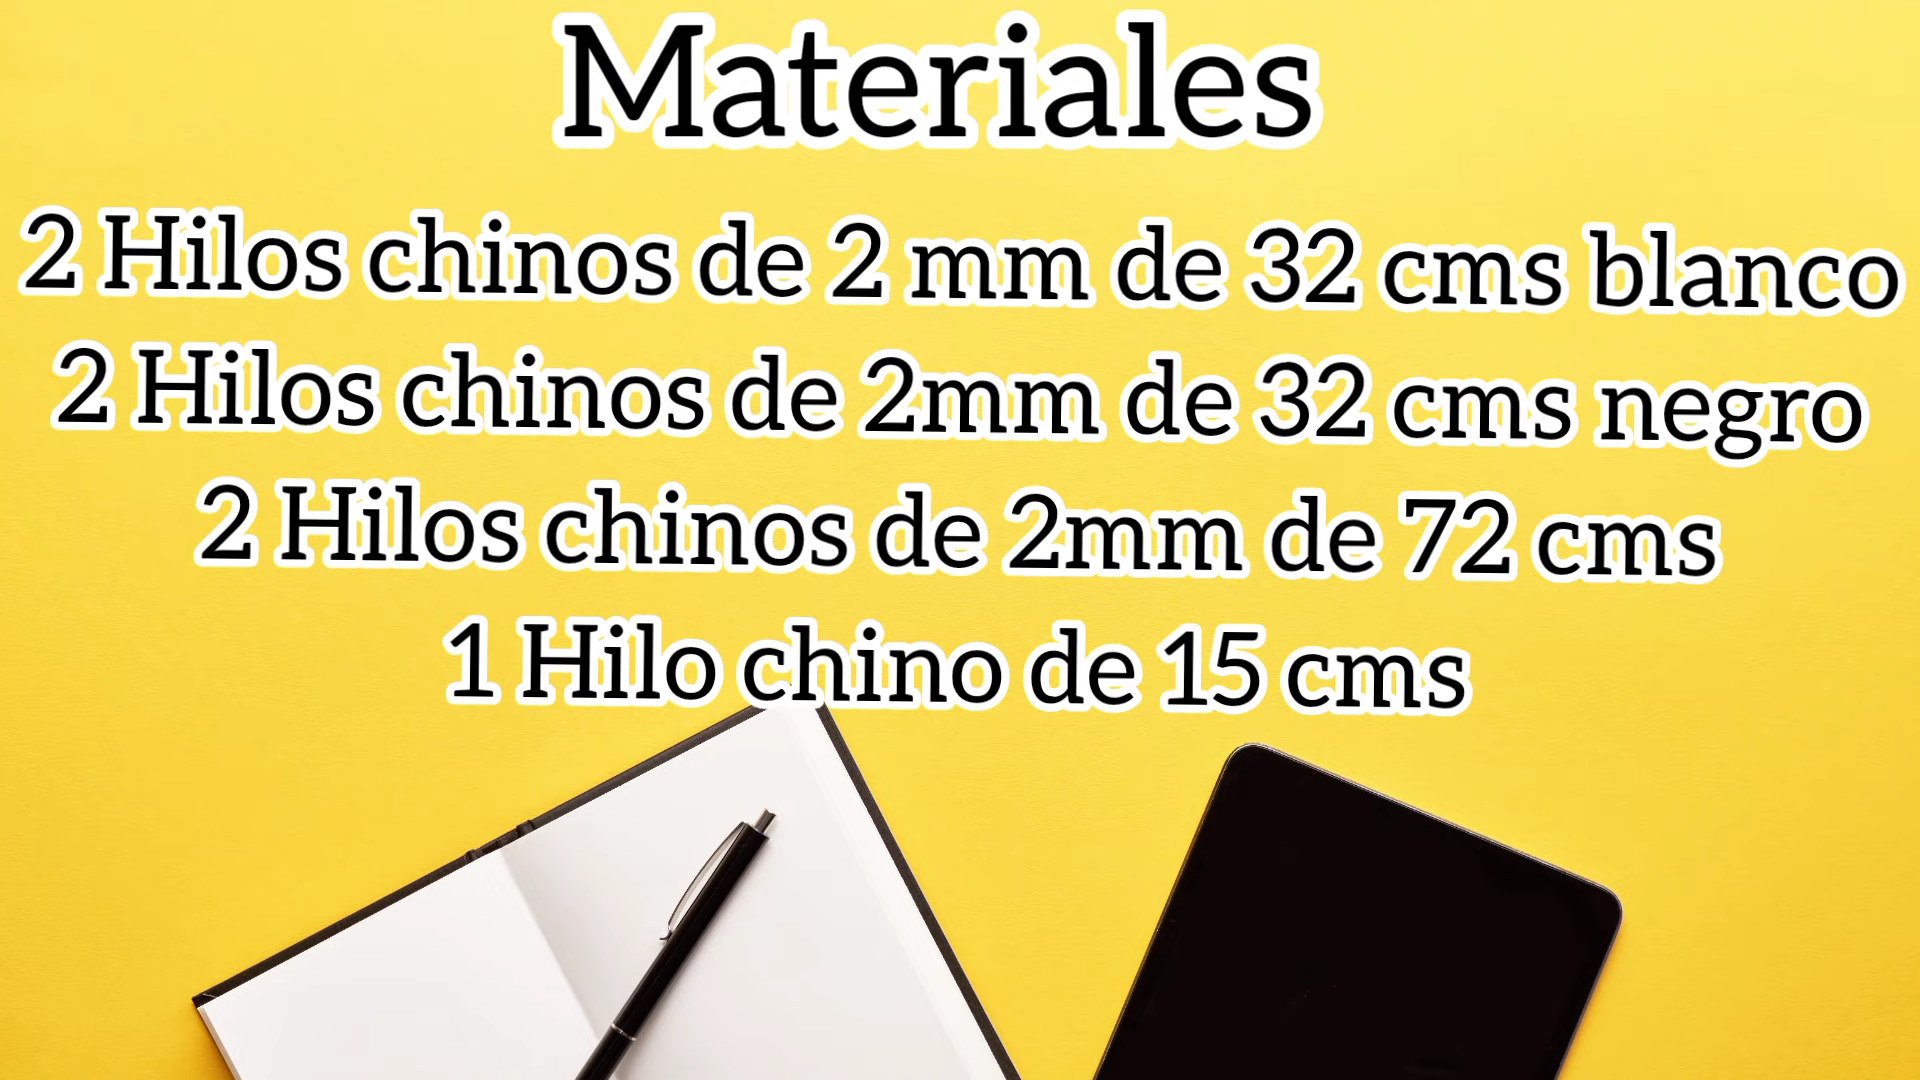 Materiales
2 Hilos chinos de 2 mm de 32 cms blanco
2 Hilos chinos de 2mm de 32 cms negro
2 Hilos chinos de 2mm de 72 cms
1 Hilo chino de 15 cms